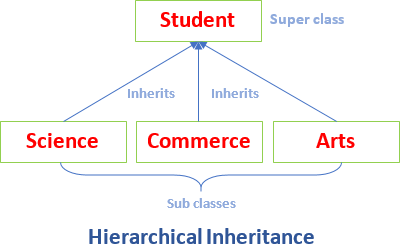 Student
Super class
Inherits
Inherits
Science
Commerce
Arts
Sub classes
Hierarchical Inheritance